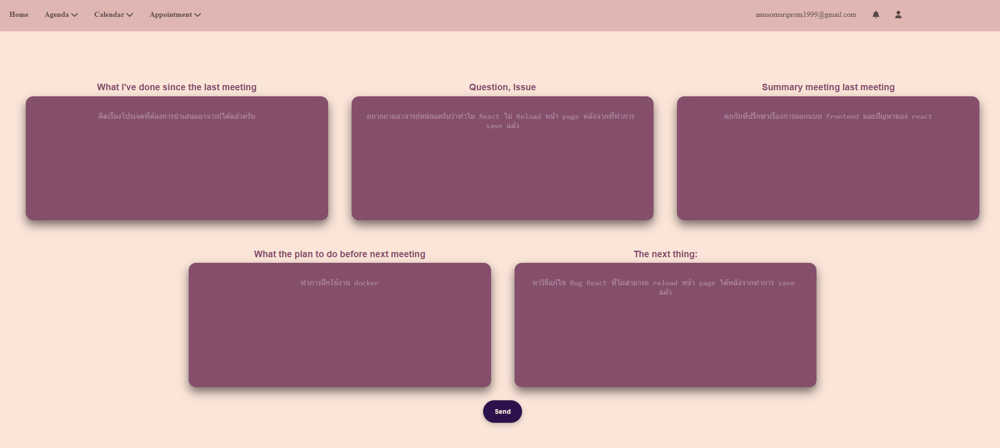 Home Agenda Calendar Appointment anusornsriprom1999@gmail.com
What I've done since the last meeting
คิดเรื่องโปรเจคที่ต้องการนำเสนออาจารย์ได้แล้วครับ
Question, Issue
อยากถามอาจารย์หน่ยอครับว่าทำไม React ไม่ Reload หน้า page หลังจากที่ทำการ
save แล้ว
Summary meeting last meeting
คุยกับที่ปรึกษาเรื่องการออกแบบ frontend และปัญหาของ react
What the plan to do before next meeting
ทำการฝึกใช้งาน docker
The next thing:
หาวิธีแก้ไข Bug React ที่ไม่สามารถ reload หน้า page ได้หลังจากทำการ save
แล้ว
Send